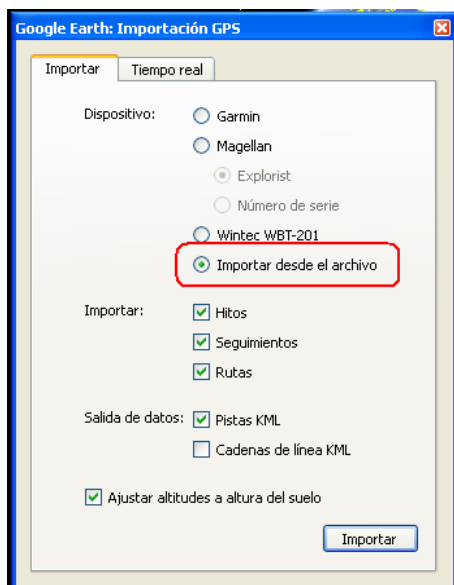 Google Earth: Importación GPS
Importar Tiempo real
Dispositivo: Garmin
Magellan
Explorist
Número de serie
Wintec WBT-201
Importar desde el archivo
Importar: Hitos
Seguimientos
Rutas
Salida de datos: Pistas KML
Cadenas de línea KML
Ajustar altitudes a altura del suelo
Importar